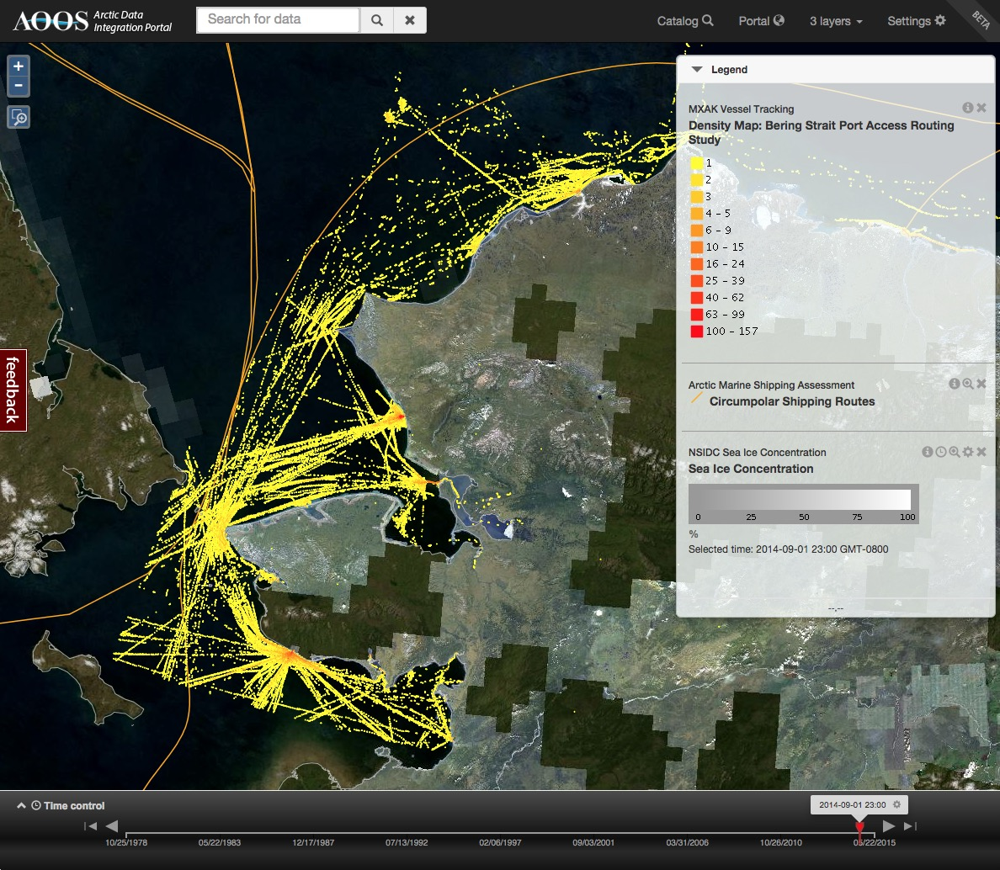 AOOS Arctic Data
Integration Portal
Search for data
Catalog
Portal
3 layers
Settings
BETA
+
−
feedback
Legend
MXAK Vessel Tracking
Density Map: Bering Strait Port Access Routing
Study
1
2
3
4 – 5
6 – 9
10 – 15
16 – 24
25 – 39
40 – 62
63 – 99
100 – 157
Arctic Marine Shipping Assessment
Circumpolar Shipping Routes
NSIDC Sea Ice Concentration
Sea Ice Concentration
0 25 50 75 100
%
Selected time: 2014-09-01 23:00 GMT-0800
--,--
Time control
2014-09-01 23:00
10/25/1978 05/22/1983 12/17/1987 07/13/1992 02/06/1997 09/03/2001 03/31/2006 10/26/2010 05/22/2015